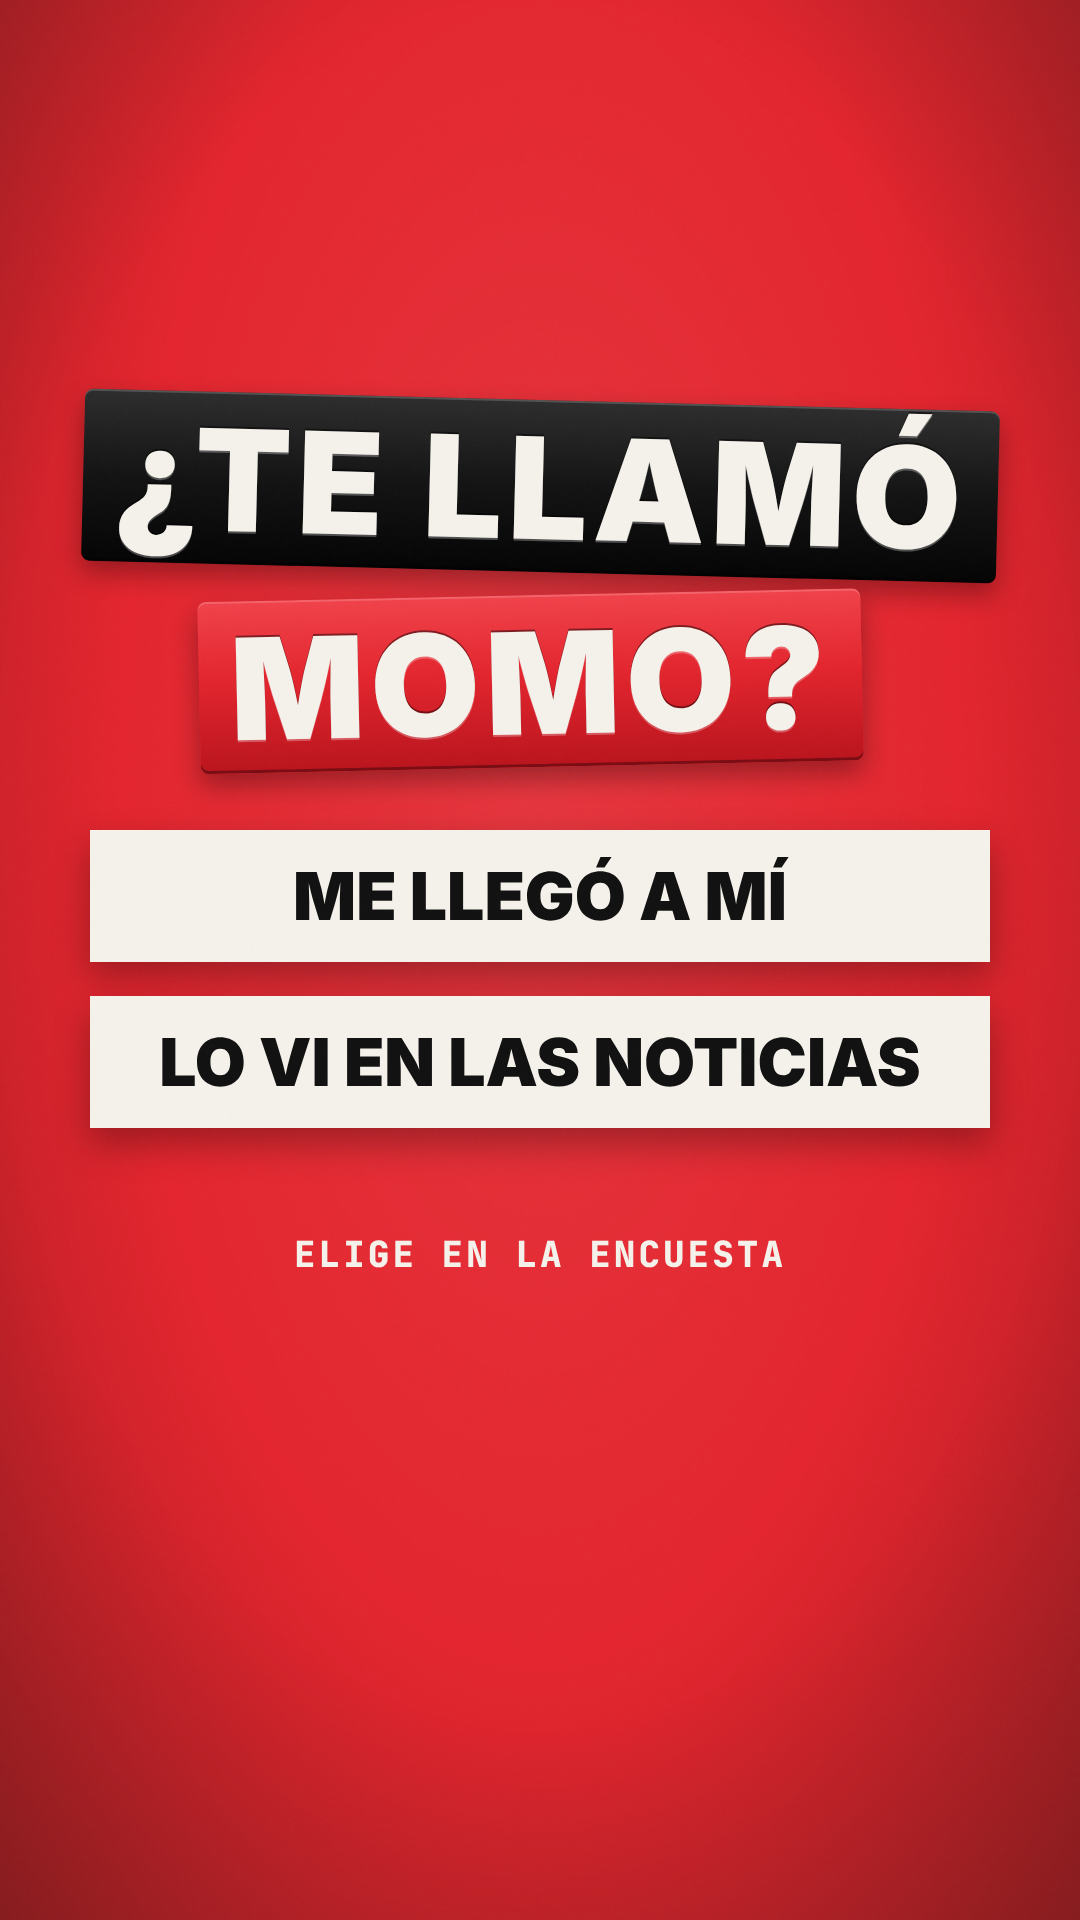 ¿TE LLAMÓ
MOMO?
ME LLEGÓ A MÍ
LO VI EN LAS NOTICIAS
ELIGE EN LA ENCUESTA